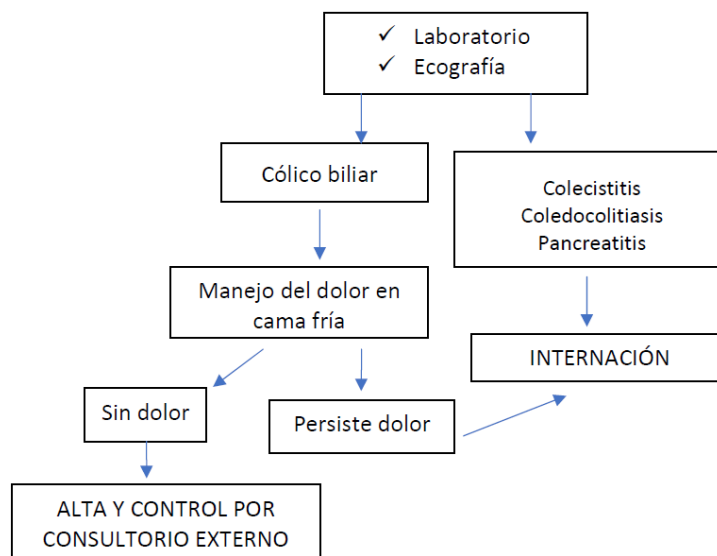 ✓ Laboratorio
✓ Ecografía
Cólico biliar
Colecistitis
Coledocolitiasis
Pancreatitis
Manejo del dolor en
cama fría
INTERNACIÓN
Sin dolor
Persiste dolor
ALTA Y CONTROL POR
CONSULTORIO EXTERNO